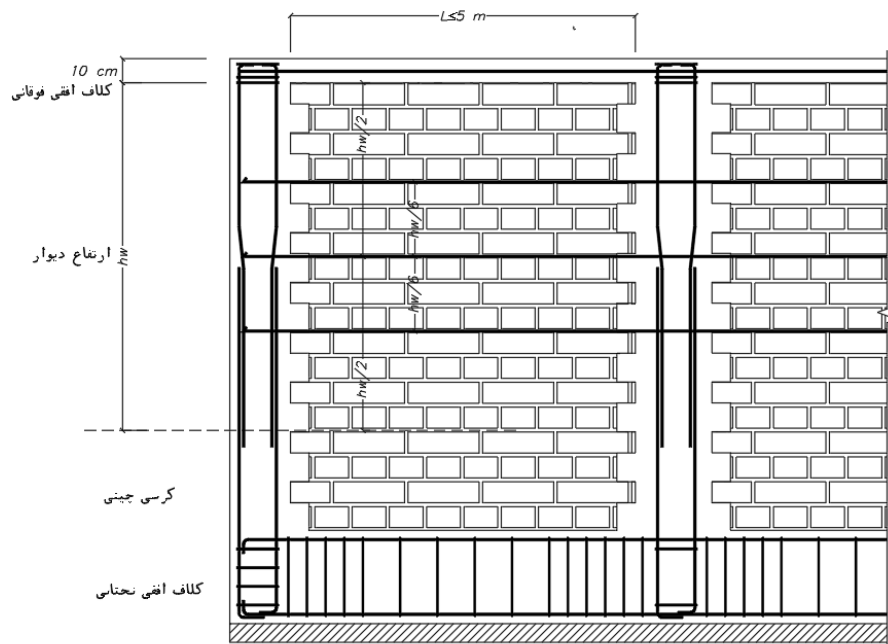 L≤5 m
10 cm
کلاف افقی فوقانی
hw/2
hw/6
ارتفاع دیوار
hw
hw/6
hw/2
کرسی چینی
کلاف افقی تحتانی